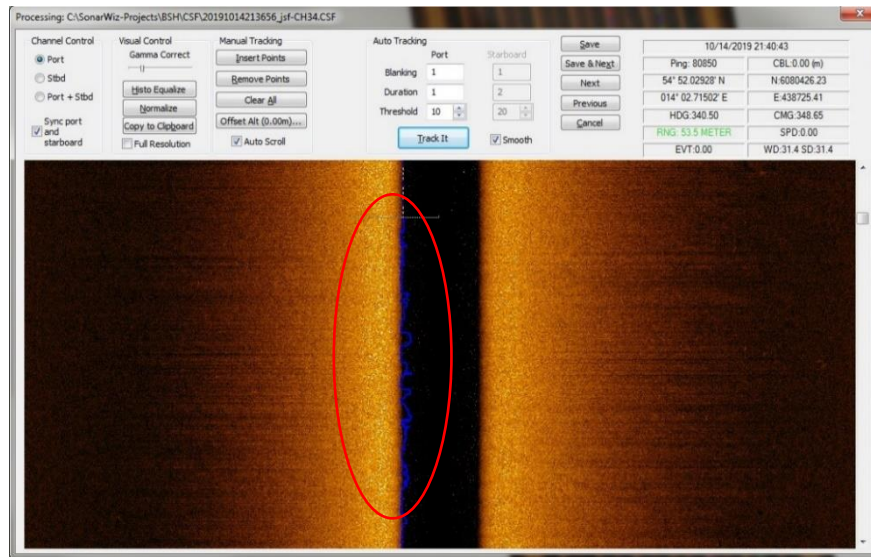 Processing: C:\SonarWiz-Projects\BSH\CSF\20191014213656_jsf-CH34.CSF
Channel Control
Port
Stbd
Port + Stbd
Sync port
and
starboard
Visual Control
Gamma Correct
Histo Equalize
Normalize
Copy to Clipboard
Full Resolution
Manual Tracking
Insert Points
Remove Points
Clear All
Offset Alt (0.00m)...
Auto Scroll
Auto Tracking
Port Starboard
Blanking 1 1
Duration 1 2
Threshold 10 20
Track It Smooth
Save
Save & Next
Next
Previous
Cancel
10/14/2019 21:40:43
Ping: 80850 CBL:0.00 (m)
54° 52.02928' N N:6080426.23
014° 02.71502' E E:438725.41
HDG:340.50 CMG:348.65
RNG: 53.5 METER SPD:0.00
EVT:0.00 WD:31.4 SD:31.4